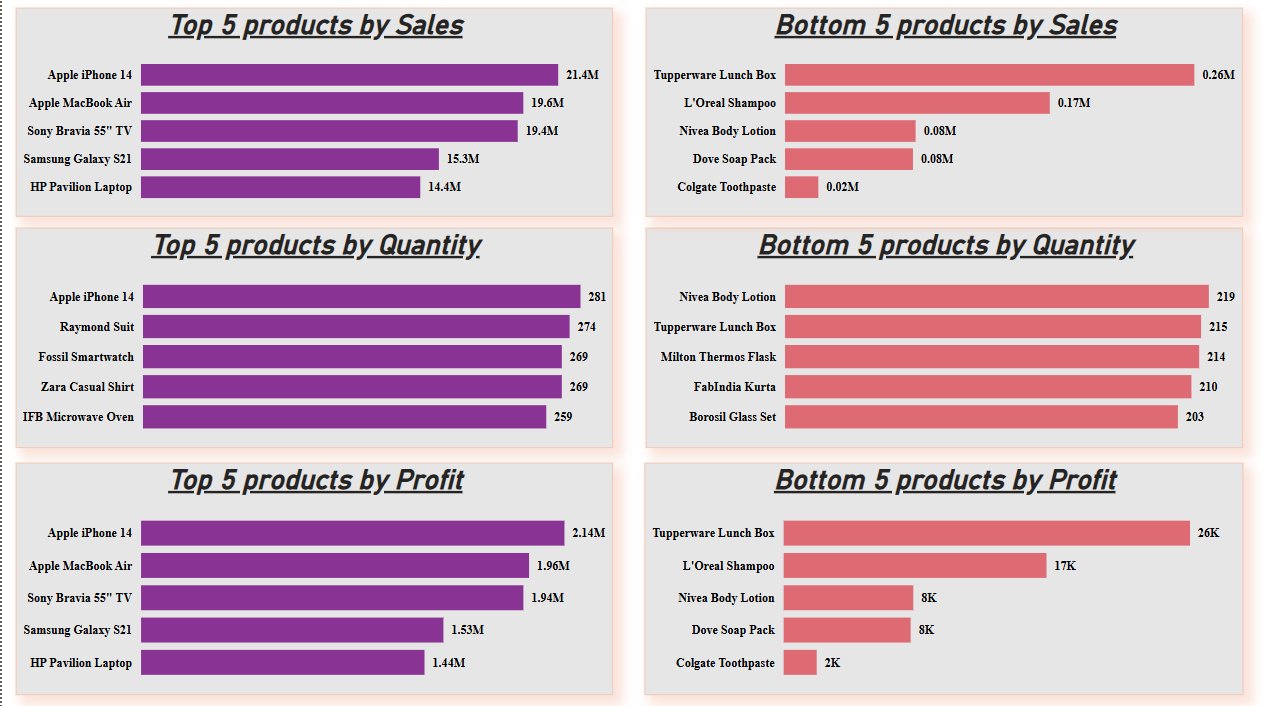 Top 5 products by Sales
Apple iPhone 14 21.4M
Apple MacBook Air 19.6M
Sony Bravia 55" TV 19.4M
Samsung Galaxy S21 15.3M
HP Pavilion Laptop 14.4M
Bottom 5 products by Sales
Tupperware Lunch Box 0.26M
L'Oreal Shampoo 0.17M
Nivea Body Lotion 0.08M
Dove Soap Pack 0.08M
Colgate Toothpaste 0.02M
Top 5 products by Quantity
Apple iPhone 14 281
Raymond Suit 274
Fossil Smartwatch 269
Zara Casual Shirt 269
IFB Microwave Oven 259
Bottom 5 products by Quantity
Nivea Body Lotion 219
Tupperware Lunch Box 215
Milton Thermos Flask 214
FabIndia Kurta 210
Borosil Glass Set 203
Top 5 products by Profit
Apple iPhone 14 2.14M
Apple MacBook Air 1.96M
Sony Bravia 55" TV 1.94M
Samsung Galaxy S21 1.53M
HP Pavilion Laptop 1.44M
Bottom 5 products by Profit
Tupperware Lunch Box 26K
L'Oreal Shampoo 17K
Nivea Body Lotion 8K
Dove Soap Pack 8K
Colgate Toothpaste 2K